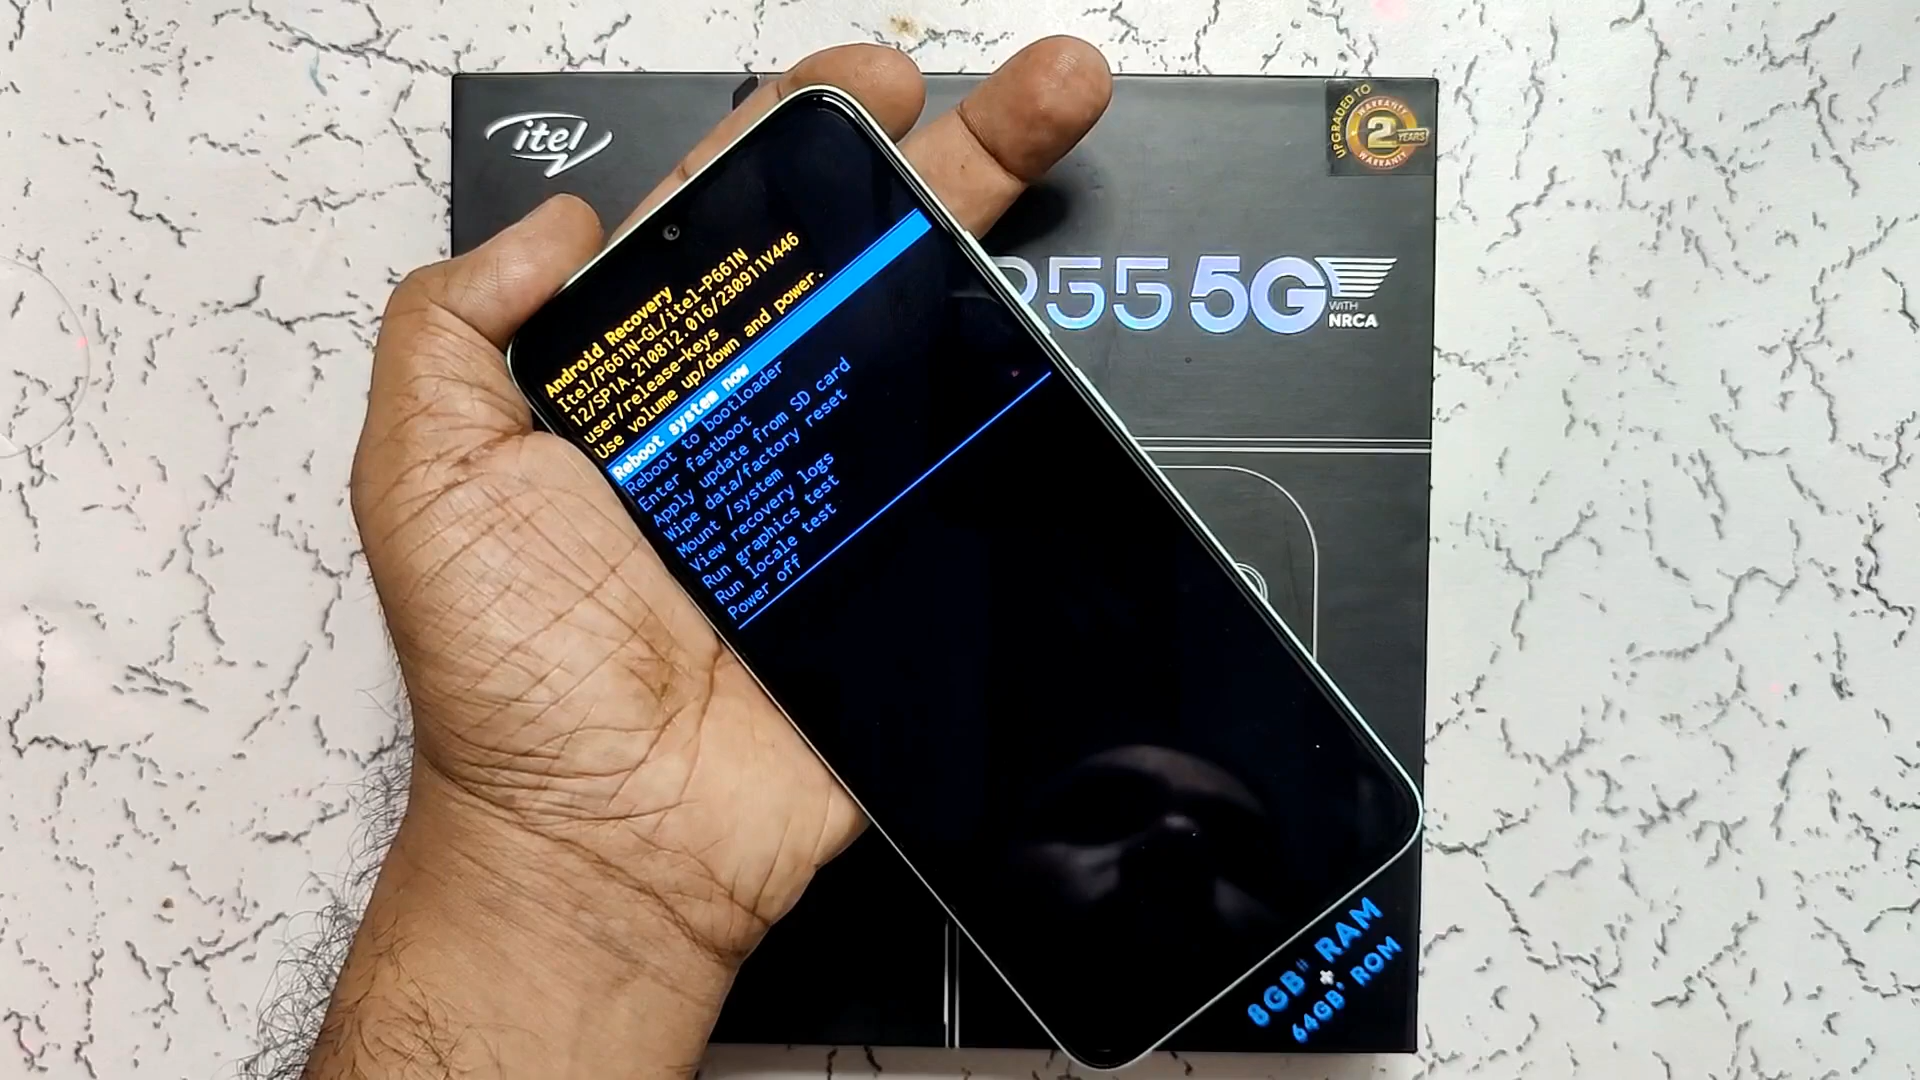 itel
UPGRADED TO
WARRANTY
2 YEARS
WARRANTY
P55 5G
WITH
NRCA
Android Recovery
Itel/P661N-GL/itel-P661N
12/SP1A.210812.016/230911V446
user/release-keys
Use volume up/down and power.
Reboot system now
Reboot to bootloader
Enter fastboot
Apply update from SD card
Wipe data/factory reset
Mount /system
View recovery logs
Run graphics test
Run locale test
Power off
8GB RAM
+
64GB ROM